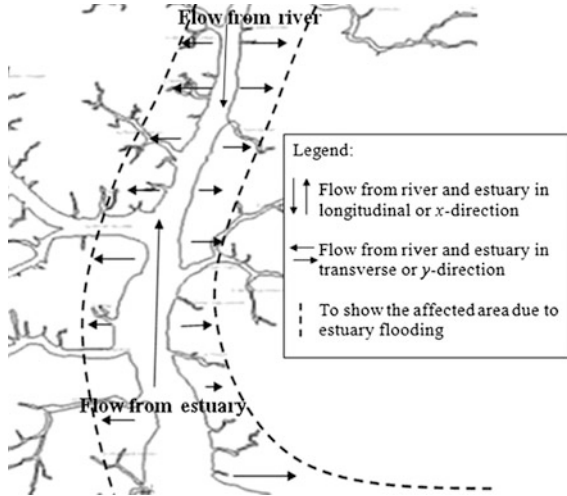 Flow from river
Legend:
Flow from river and estuary in
longitudinal or x-direction
Flow from river and estuary in
transverse or y-direction
To show the affected area due to
estuary flooding
Flow from estuary